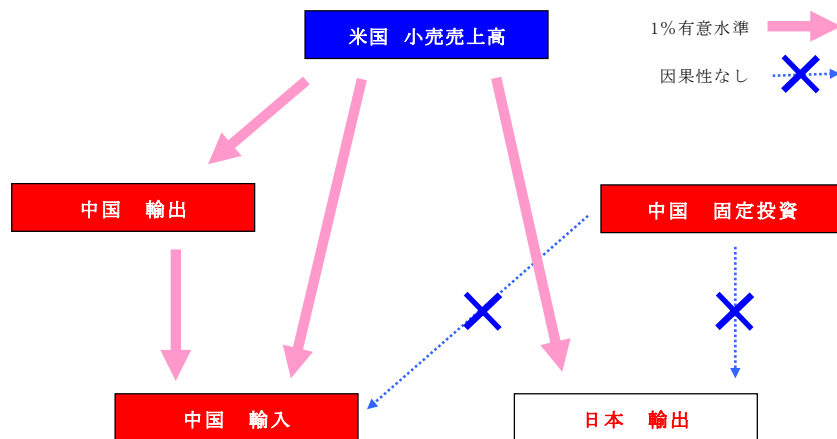 米国 小売売上高
1％有意水準
因果性なし
中国 輸出
中国 固定投資
中国 輸入
日本 輸出